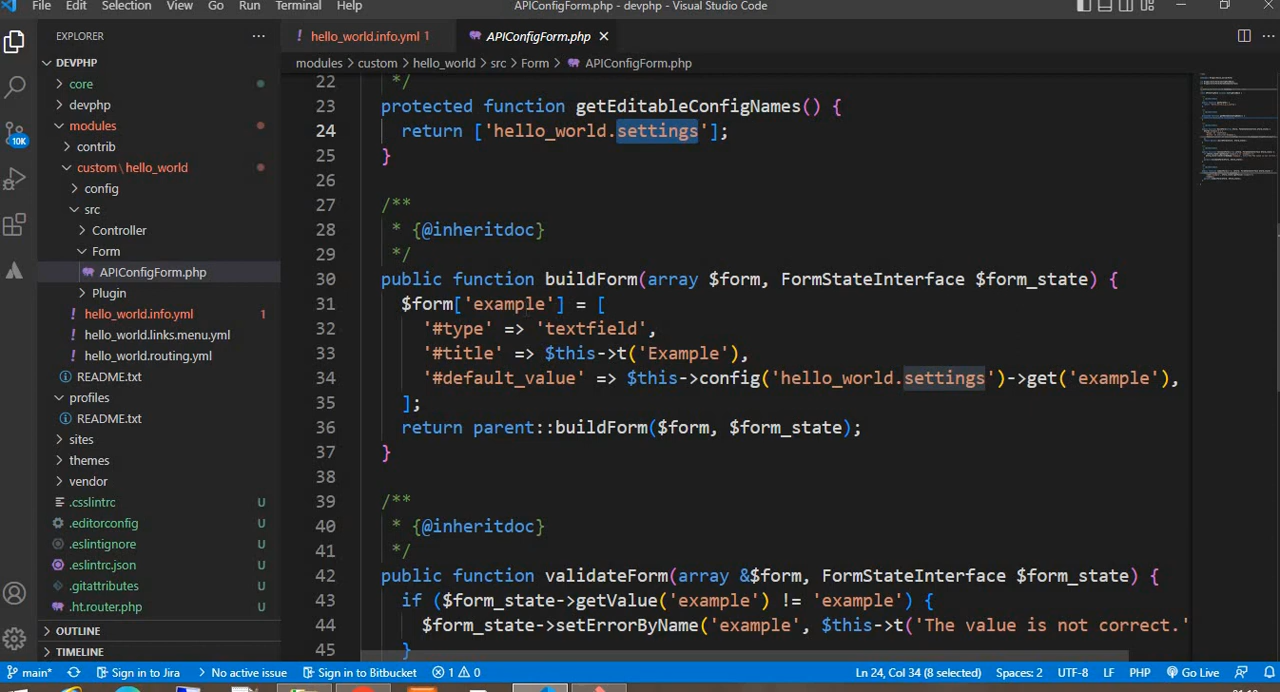 File Edit Selection View Go Run Terminal Help APIConfigForm.php - devphp - Visual Studio Code
EXPLORER
hello_world.info.yml 1 APIConfigForm.php
DEVPHP
modules > custom > hello_world > src > Form > APIConfigForm.php
core
devphp
modules
contrib
custom \ hello_world
config
src
Controller
Form
APIConfigForm.php
Plugin
hello_world.info.yml 1
hello_world.links.menu.yml
hello_world.routing.yml
README.txt
profiles
README.txt
sites
themes
vendor
.csslintrc U
.editorconfig U
.eslintignore U
.eslintrc.json U
.gitattributes U
.ht.router.php U
OUTLINE
TIMELINE
10K
22 */
23 protected function getEditableConfigNames() {
24 return ['hello_world.settings'];
25 }
26
27 /**
28 * {@inheritdoc}
29 */
30 public function buildForm(array $form, FormStateInterface $form_state) {
31 $form['example'] = [
32 '#type' => 'textfield',
33 '#title' => $this->t('Example'),
34 '#default_value' => $this->config('hello_world.settings')->get('example'),
35 ];
36 return parent::buildForm($form, $form_state);
37 }
38
39 /**
40 * {@inheritdoc}
41 */
42 public function validateForm(array &$form, FormStateInterface $form_state) {
43 if ($form_state->getValue('example') != 'example') {
44 $form_state->setErrorByName('example', $this->t('The value is not correct.'
}
main* Sign in to Jira No active issue Sign in to Bitbucket 1 0 Ln 24, Col 34 (8 selected) Spaces: 2 UTF-8 LF PHP Go Live